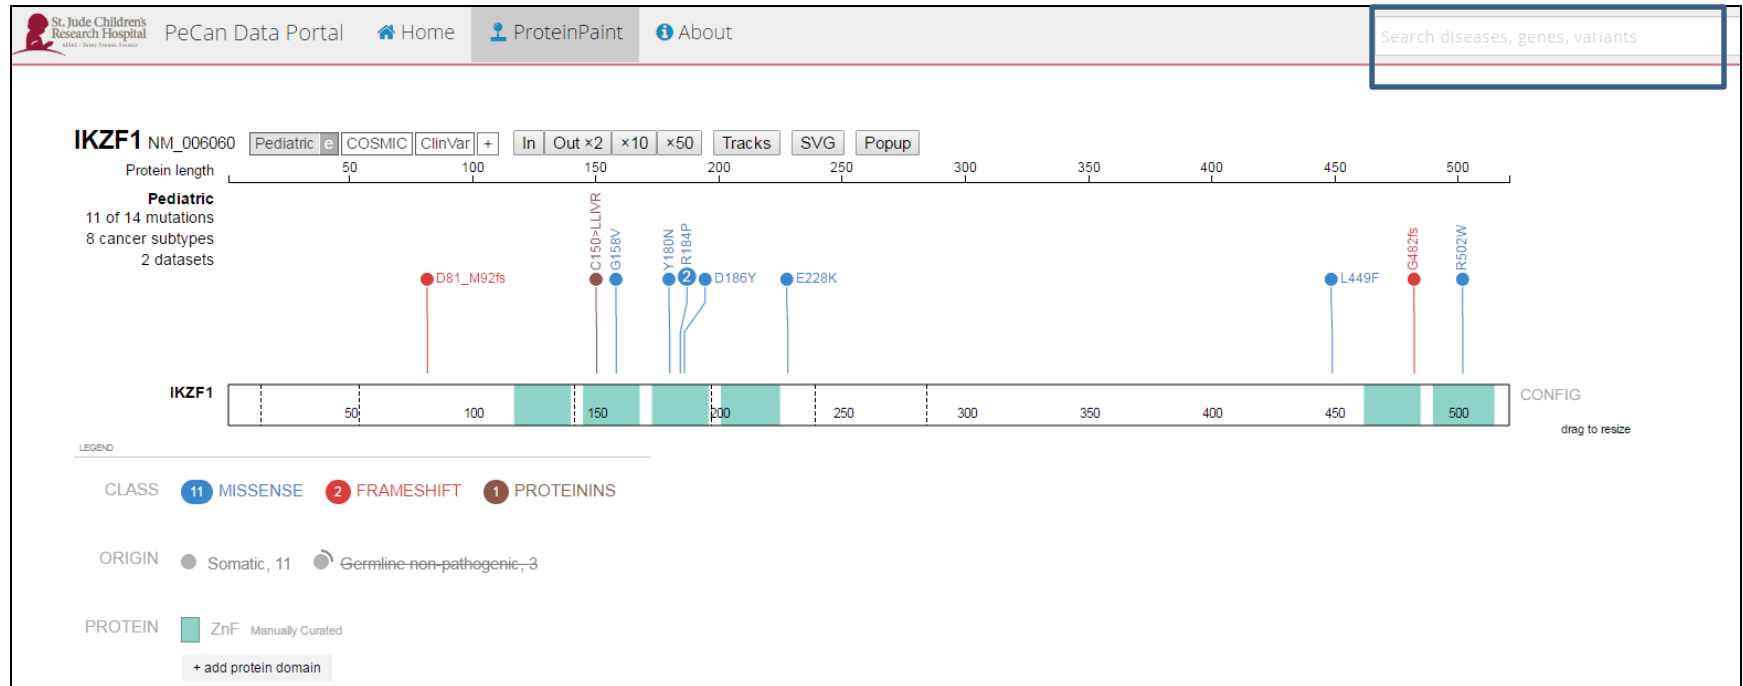 St. Jude Children's
Research Hospital
PeCan Data Portal
Home
ProteinPaint
About
Search diseases, genes, variants
IKZF1 NM_006060 Pediatric e COSMIC ClinVar + In Out ×2 ×10 ×50 Tracks SVG Popup
Protein length 50 100 150 200 250 300 350 400 450 500
Pediatric
11 of 14 mutations
8 cancer subtypes
2 datasets
D81_M92fs
C150>LLIVR
G158V
Y180N
2
R184P
D186Y
E228K
L449F
G482fs
R502W
IKZF1 50 100 150 200 250 300 350 400 450 500
CONFIG
drag to resize
LEGEND
CLASS 11 MISSENSE 2 FRAMESHIFT 1 PROTEININS
ORIGIN Somatic, 11 Germline non-pathogenic, 3
PROTEIN ZnF Manually Curated
+ add protein domain